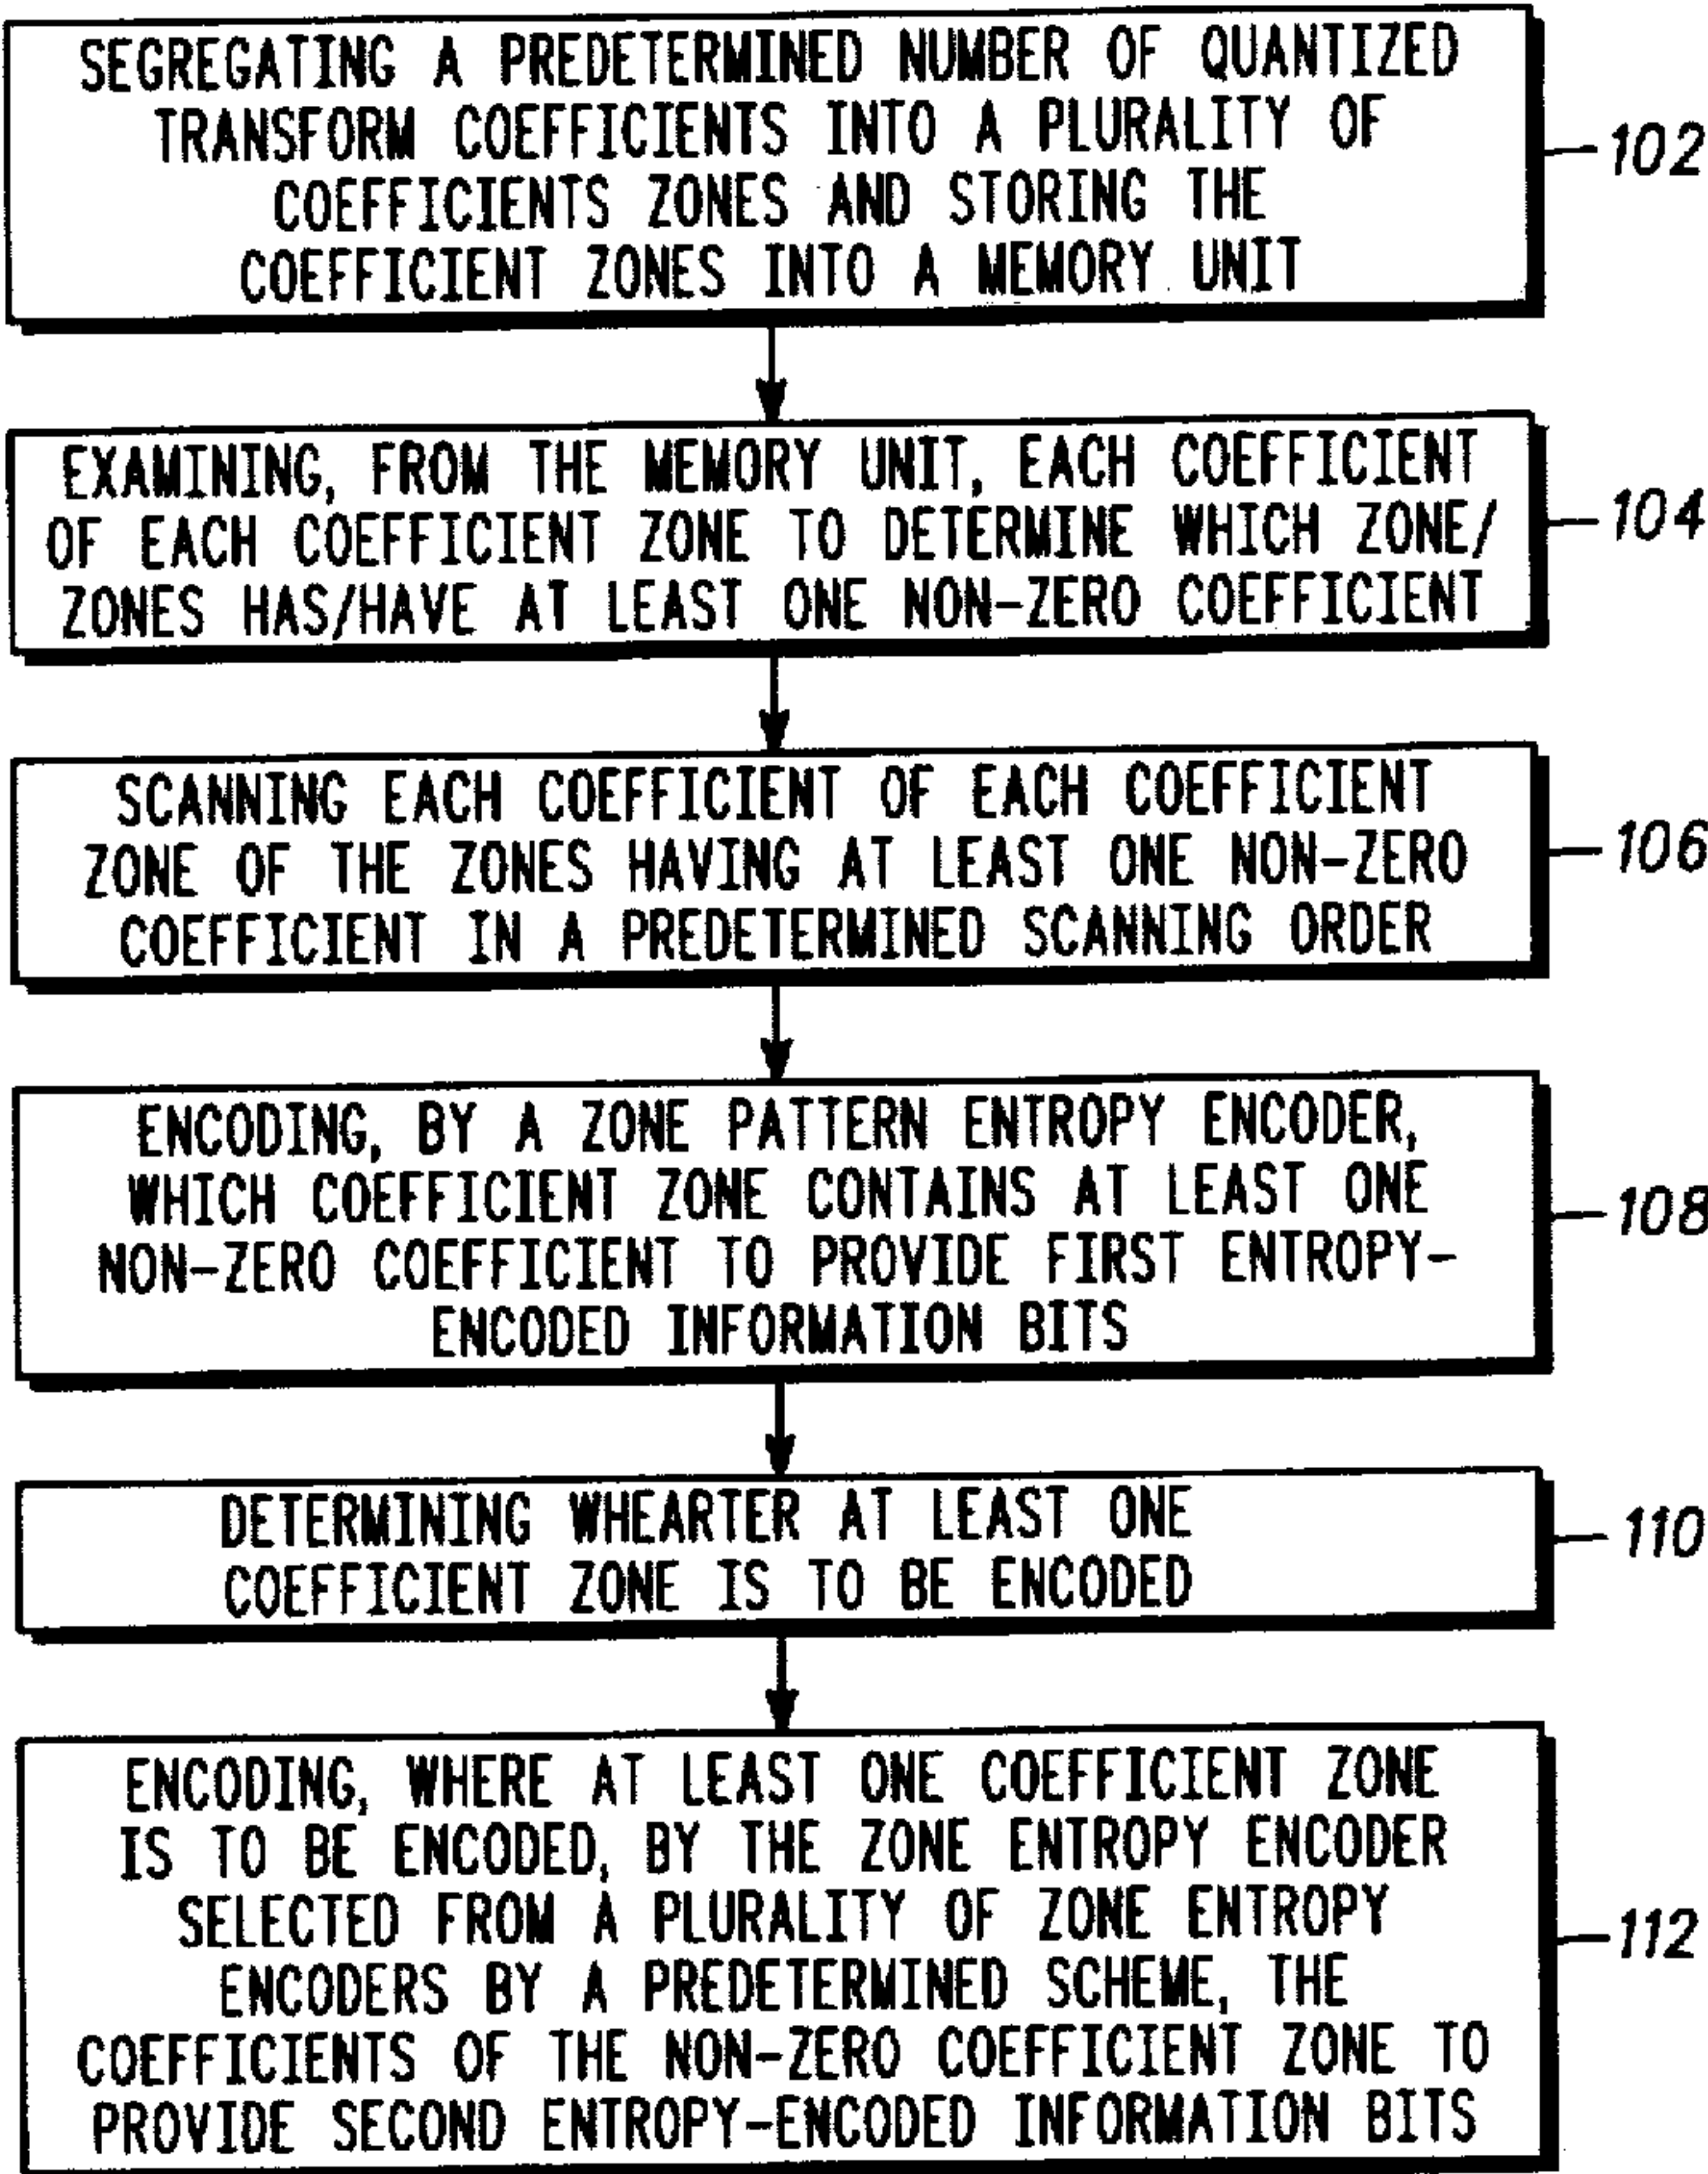 SEGREGATING A PREDETERMINED NUMBER OF QUANTIZED
TRANSFORM COEFFICIENTS INTO A PLURALITY OF
COEFFICIENTS ZONES AND STORING THE
COEFFICIENT ZONES INTO A MEMORY UNIT
102
EXAMINING, FROM THE MEMORY UNIT, EACH COEFFICIENT
OF EACH COEFFICIENT ZONE TO DETERMINE WHICH ZONE/
ZONES HAS/HAVE AT LEAST ONE NON-ZERO COEFFICIENT
104
SCANNING EACH COEFFICIENT OF EACH COEFFICIENT
ZONE OF THE ZONES HAVING AT LEAST ONE NON-ZERO
COEFFICIENT IN A PREDETERMINED SCANNING ORDER
106
ENCODING, BY A ZONE PATTERN ENTROPY ENCODER,
WHICH COEFFICIENT ZONE CONTAINS AT LEAST ONE
NON-ZERO COEFFICIENT TO PROVIDE FIRST ENTROPY-
ENCODED INFORMATION BITS
108
DETERMINING WHEARTER AT LEAST ONE
COEFFICIENT ZONE IS TO BE ENCODED
110
ENCODING, WHERE AT LEAST ONE COEFFICIENT ZONE
IS TO BE ENCODED, BY THE ZONE ENTROPY ENCODER
SELECTED FROM A PLURALITY OF ZONE ENTROPY
ENCODERS BY A PREDETERMINED SCHEME, THE
COEFFICIENTS OF THE NON-ZERO COEFFICIENT ZONE TO
PROVIDE SECOND ENTROPY-ENCODED INFORMATION BITS
112